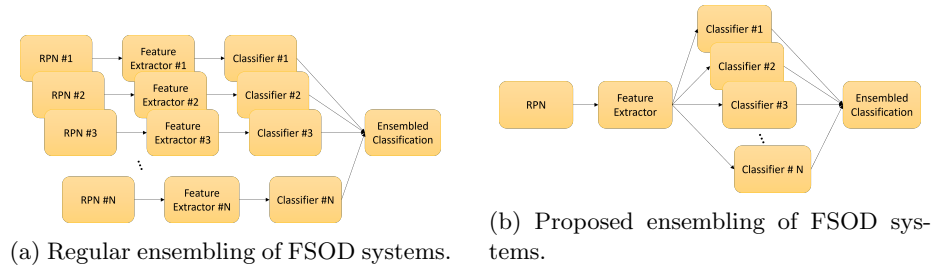 RPN #1
Feature
Extractor #1
Classifier #1
RPN #2
Feature
Extractor #2
Classifier #2
RPN #3
Feature
Extractor #3
Classifier #3
RPN #N
Feature
Extractor #N
Classifier #N
Ensembled
Classification
(a) Regular ensembling of FSOD systems.
RPN
Feature
Extractor
Classifier #1
Classifier #2
Classifier #3
Classifier # N
Ensembled
Classification
(b) Proposed ensembling of FSOD sys-
tems.